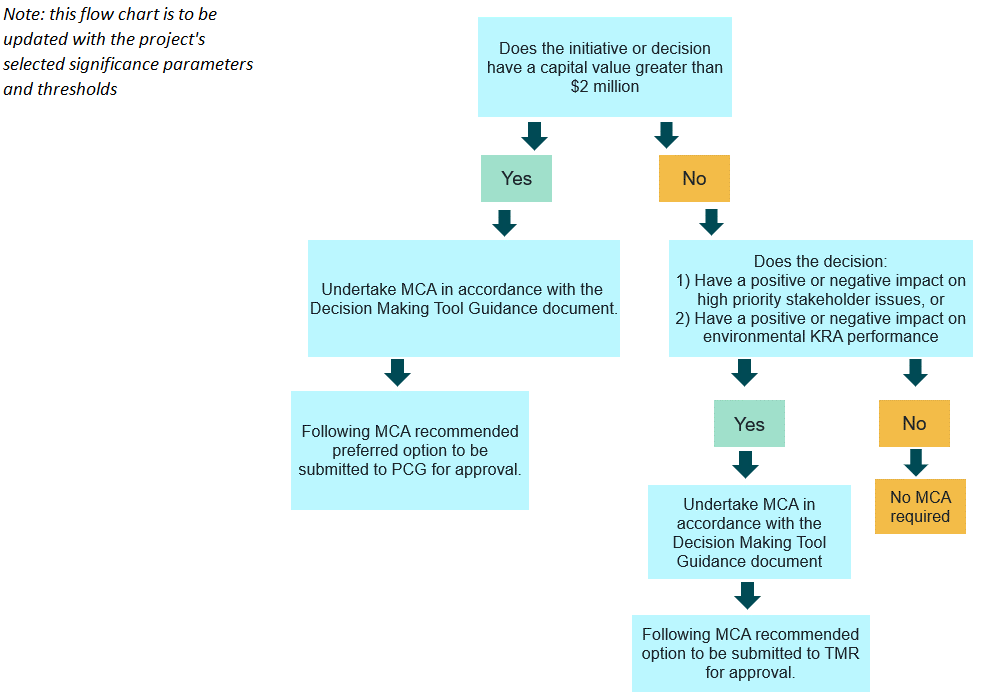 Note: this flow chart is to be
updated with the project's
selected significance parameters
and thresholds
Does the initiative or decision
have a capital value greater than
$2 million
Yes
No
Undertake MCA in accordance with the
Decision Making Tool Guidance document.
Does the decision:
1) Have a positive or negative impact on
high priority stakeholder issues, or
2) Have a positive or negative impact on
environmental KRA performance
Following MCA recommended
preferred option to be
submitted to PCG for approval.
Yes
No
No MCA
required
Undertake MCA in
accordance with the
Decision Making Tool
Guidance document
Following MCA recommended
option to be submitted to TMR
for approval.